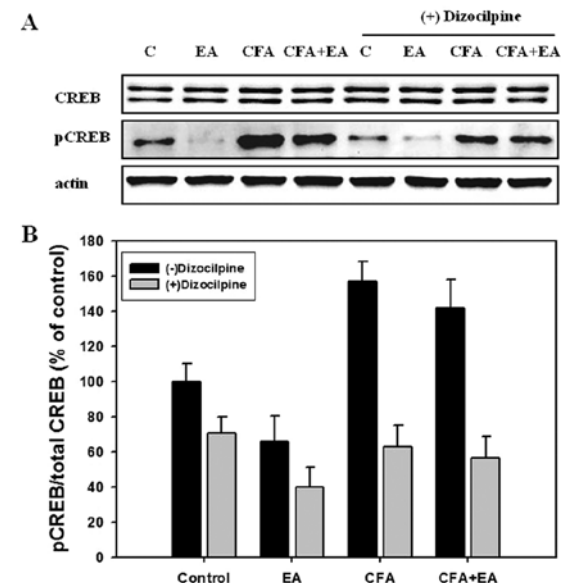 A
(+) Dizocilpine
C EA CFA CFA+EA C EA CFA CFA+EA
CREB
pCREB
actin
B
pCREB/total CREB (% of control)
180
160
140
120
100
80
60
40
20
0
(-)Dizocilpine
(+)Dizocilpine
Control EA CFA CFA+EA